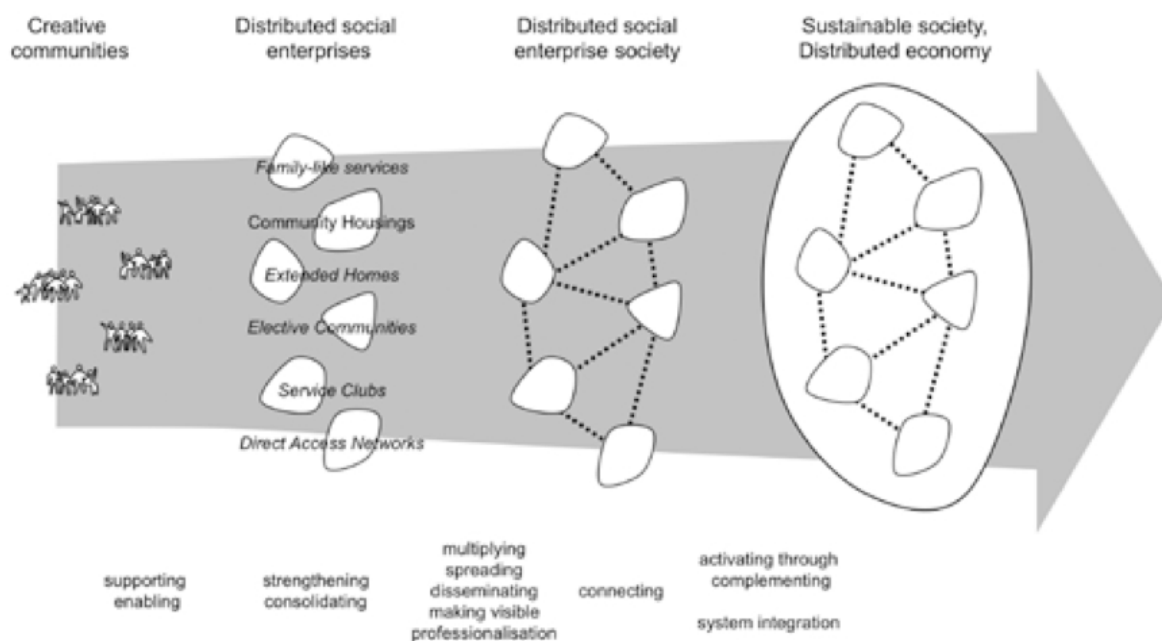 Creative
communities
Distributed social
enterprises
Distributed social
enterprise society
Sustainable society,
Distributed economy
Family-like services
Community Housings
Extended Homes
Elective Communities
Service Clubs
Direct Access Networks
supporting
enabling
strengthening
consolidating
multiplying
spreading
disseminating
making visible
professionalisation
connecting
activating through
complementing
system integration